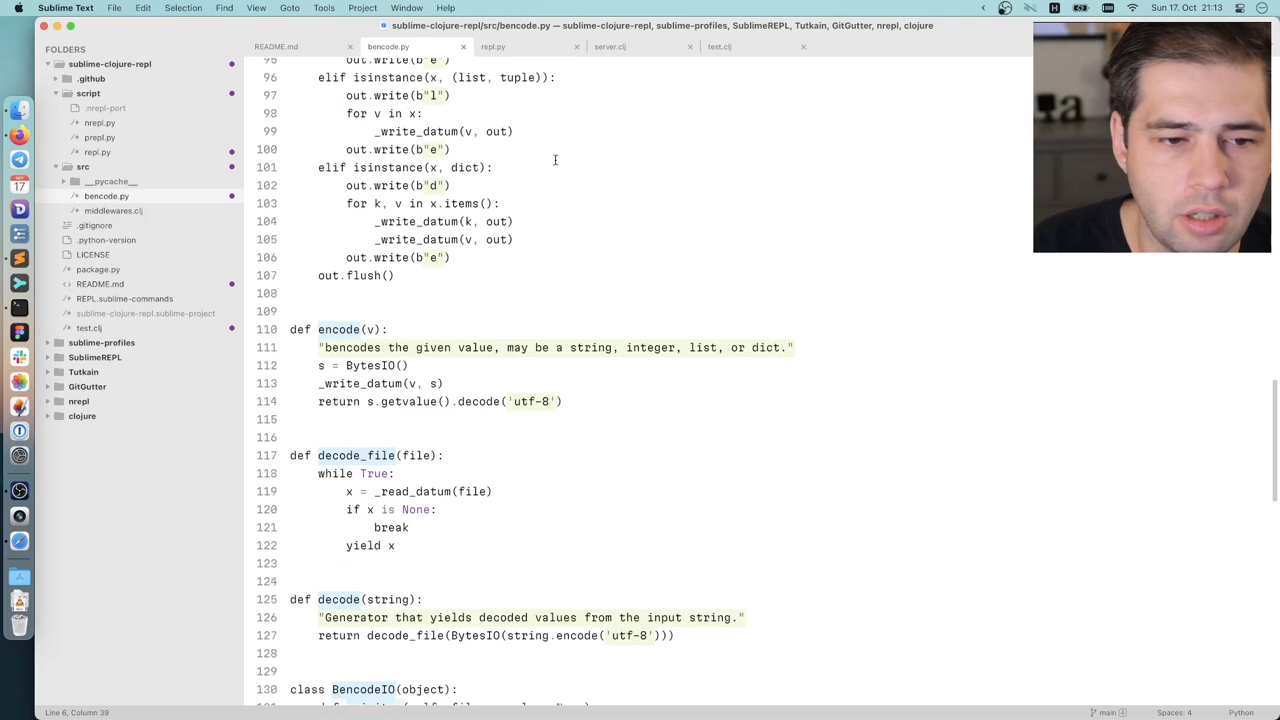 Sublime Text File Edit Selection Find View Goto Tools Project Window Help
Sun 17. Oct 21:13
sublime-clojure-repl/src/bencode.py — sublime-clojure-repl, sublime-profiles, SublimeREPL, Tutkain, GitGutter, nrepl, clojure
FOLDERS
sublime-clojure-repl
.github
script
.nrepl-port
nrepl.py
prepl.py
repl.py
src
__pycache__
bencode.py
middlewares.clj
.gitignore
.python-version
LICENSE
package.py
README.md
REPL.sublime-commands
sublime-clojure-repl.sublime-project
test.clj
sublime-profiles
SublimeREPL
Tutkain
GitGutter
nrepl
clojure
README.md
bencode.py
repl.py
server.clj
test.clj
95 out.write(b"e")
96 elif isinstance(x, (list, tuple)):
97 out.write(b"l")
98 for v in x:
99 _write_datum(v, out)
100 out.write(b"e")
101 elif isinstance(x, dict):
102 out.write(b"d")
103 for k, v in x.items():
104 _write_datum(k, out)
105 _write_datum(v, out)
106 out.write(b"e")
107 out.flush()
108
109
110 def encode(v):
111 "bencodes the given value, may be a string, integer, list, or dict."
112 s = BytesIO()
113 _write_datum(v, s)
114 return s.getvalue().decode('utf-8')
115
116
117 def decode_file(file):
118 while True:
119 x = _read_datum(file)
120 if x is None:
121 break
122 yield x
123
124
125 def decode(string):
126 "Generator that yields decoded values from the input string."
127 return decode_file(BytesIO(string.encode('utf-8')))
128
129
130 class BencodeIO(object):
Line 6, Column 39
main 4
Spaces: 4
Python